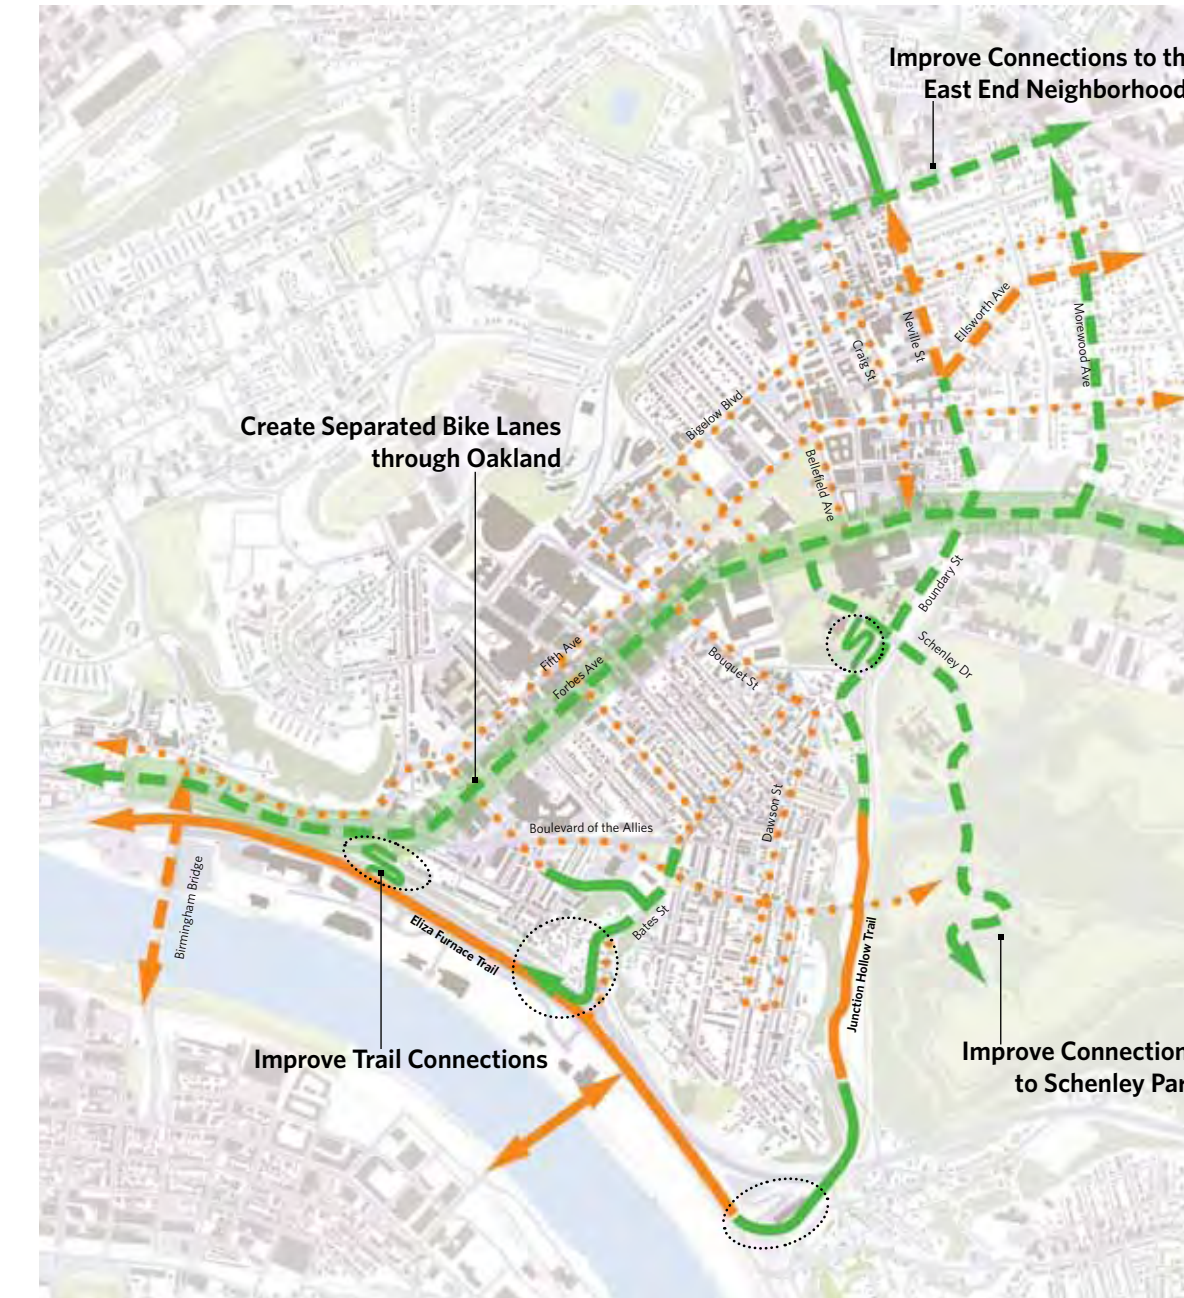 Improve Connections to th
East End Neighborhood
Neville St
Ellsworth Ave
Morewood Ave
Craig St
Bigelow Blvd
Create Separated Bike Lanes
through Oakland
Bellefield Ave
Boundary St
Schenley Dr
Fifth Ave
Forbes Ave
Bouquet St
Dawson St
Boulevard of the Allies
Birmingham Bridge
Eliza Furnace Trail
Bates St
Junction Hollow Trail
Improve Trail Connections
Improve Connection
to Schenley Par